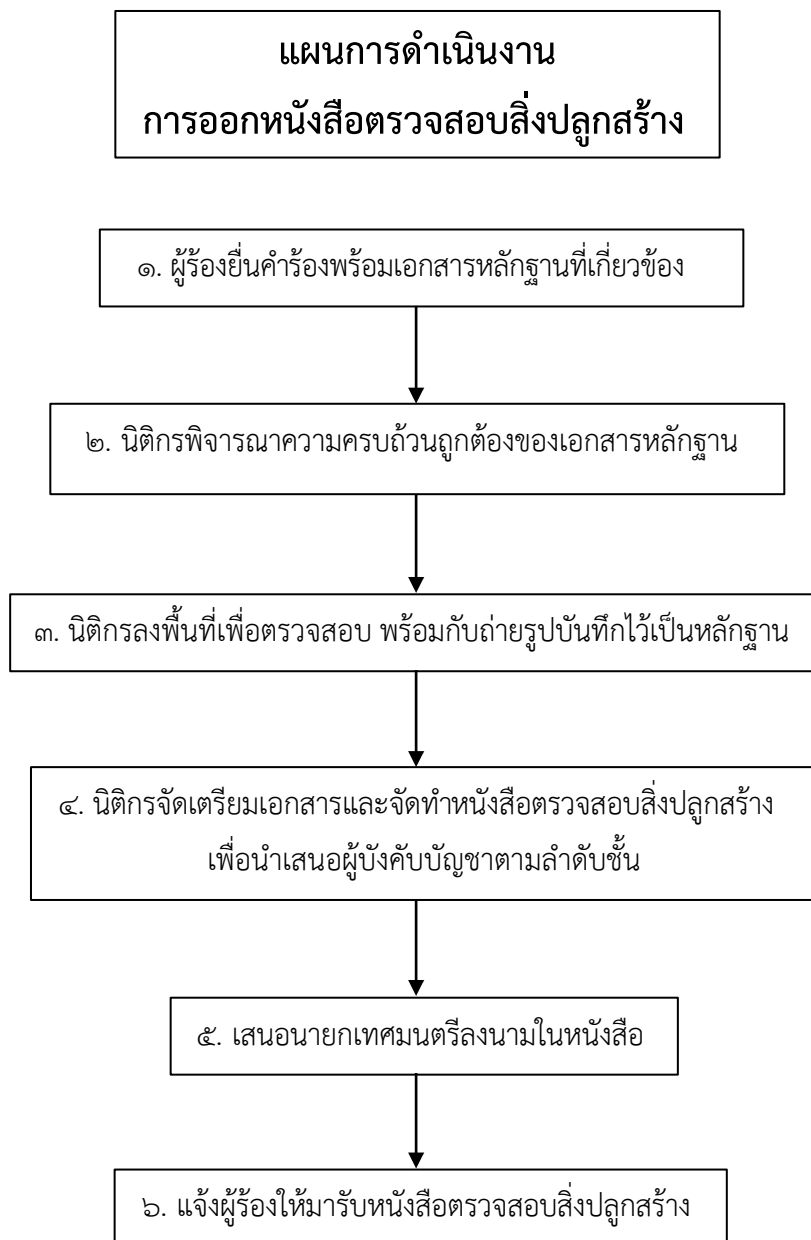 แผนการดำเนินงาน
การออกหนังสือตรวจสอบสิ่งปลูกสร้าง
๑. ผู้ร้องยื่นคำร้องพร้อมเอกสารหลักฐานที่เกี่ยวข้อง
๒. นิติกรพิจารณาความครบถ้วนถูกต้องของเอกสารหลักฐาน
๓. นิติกรลงพื้นที่เพื่อตรวจสอบ พร้อมกับถ่ายรูปบันทึกไว้เป็นหลักฐาน
๔. นิติกรจัดเตรียมเอกสารและจัดทำหนังสือตรวจสอบสิ่งปลูกสร้าง
เพื่อนำเสนอผู้บังคับบัญชาตามลำดับชั้น
๕. เสนอนายกเทศมนตรีลงนามในหนังสือ
๖. แจ้งผู้ร้องให้มารับหนังสือตรวจสอบสิ่งปลูกสร้าง